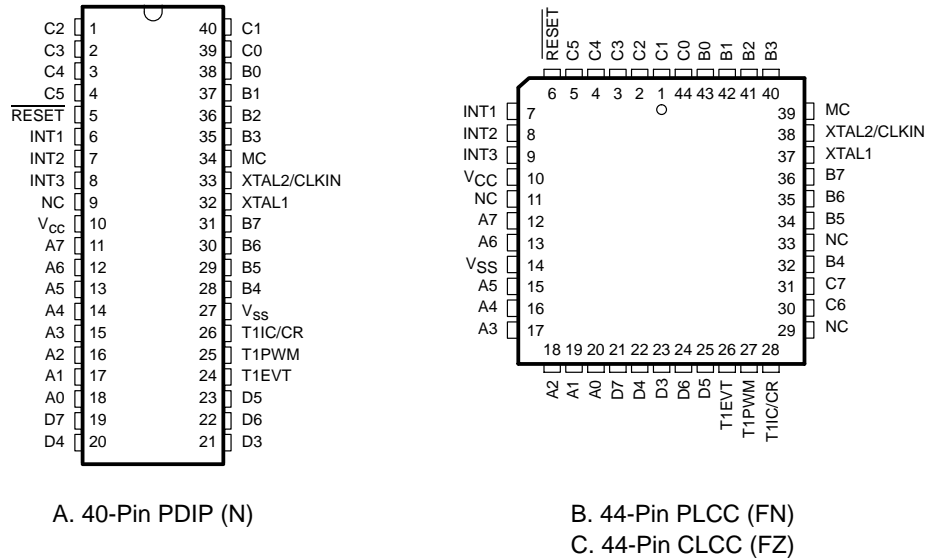 C2 1 40 C1
C3 2 39 C0
C4 3 38 B0
C5 4 37 B1
RESET 5 36 B2
INT1 6 35 B3
INT2 7 34 MC
INT3 8 33 XTAL2/CLKIN
NC 9 32 XTAL1
VCC 10 31 B7
A7 11 30 B6
A6 12 29 B5
A5 13 28 B4
A4 14 27 VSS
A3 15 26 T1IC/CR
A2 16 25 T1PWM
A1 17 24 T1EVT
A0 18 23 D5
D7 19 22 D6
D4 20 21 D3
A. 40-Pin PDIP (N)
RESET C5 C4 C3 C2 C1 C0 B0 B1 B2 B3
6 5 4 3 2 1 44 43 42 41 40
INT1 7 39 MC
INT2 8 38 XTAL2/CLKIN
INT3 9 37 XTAL1
VCC 10 36 B7
NC 11 35 B6
A7 12 34 B5
A6 13 33 NC
VSS 14 32 B4
A5 15 31 C7
A4 16 30 C6
A3 17 29 NC
18 19 20 21 22 23 24 25 26 27 28
A2 A1 A0 D7 D4 D3 D6 D5 T1EVT T1PWM T1IC/CR
B. 44-Pin PLCC (FN)
C. 44-Pin CLCC (FZ)